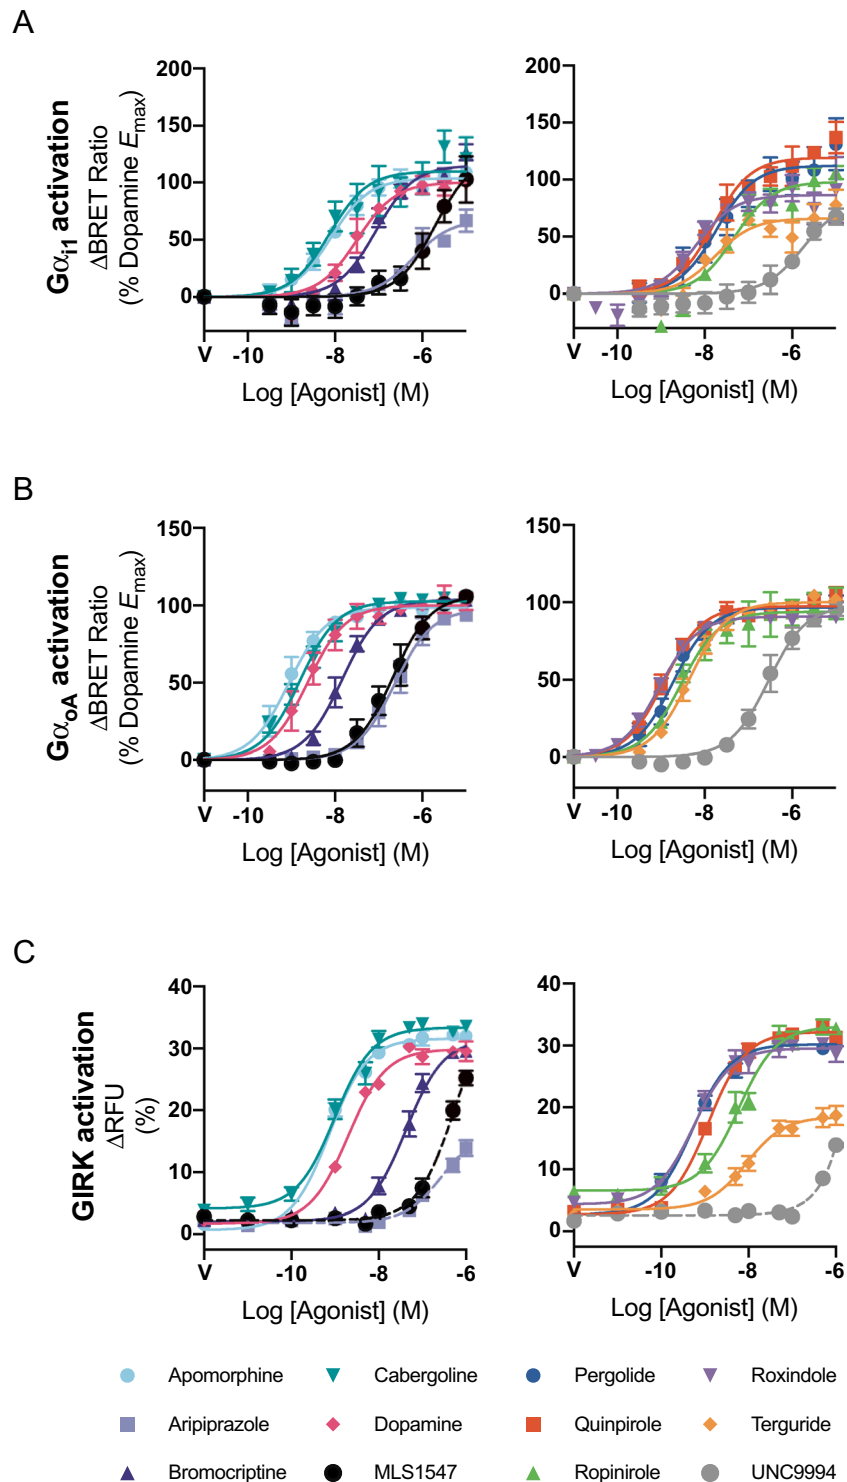 A
Gαi1 activation
ΔBRET Ratio
(% Dopamine Emax)
200
150
100
50
0
V
-10
-8
-6
Log [Agonist] (M)
200
150
100
50
0
V
-10
-8
-6
Log [Agonist] (M)
B
GαoA activation
ΔBRET Ratio
(% Dopamine Emax)
150
100
50
0
V
-10
-8
-6
Log [Agonist] (M)
150
100
50
0
V
-10
-8
-6
Log [Agonist] (M)
C
GIRK activation
ΔRFU
(%)
40
30
20
10
0
V
-10
-8
-6
Log [Agonist] (M)
40
30
20
10
0
V
-10
-8
-6
Log [Agonist] (M)
Apomorphine Cabergoline Pergolide Roxindole
Aripiprazole Dopamine Quinpirole Terguride
Bromocriptine MLS1547 Ropinirole UNC9994